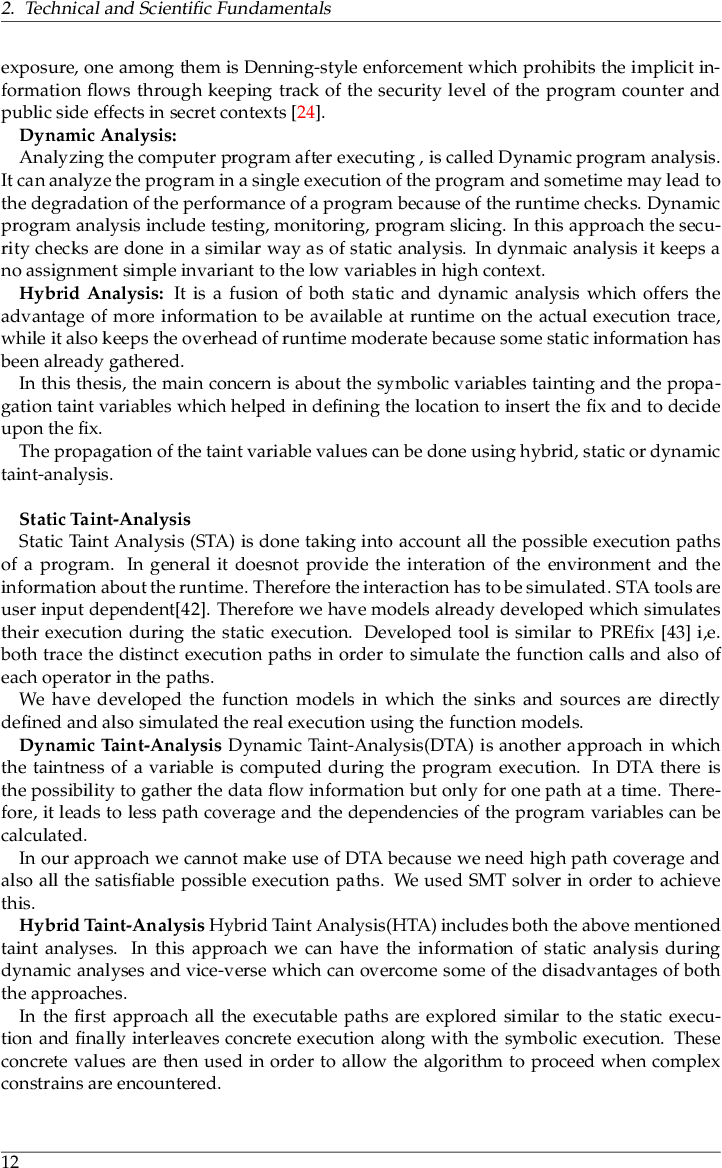 2. Technical and Scientific Fundamentals
exposure, one among them is Denning-style enforcement which prohibits the implicit in-
formation flows through keeping track of the security level of the program counter and
public side effects in secret contexts [24].
Dynamic Analysis:
Analyzing the computer program after executing , is called Dynamic program analysis.
It can analyze the program in a single execution of the program and sometime may lead to
the degradation of the performance of a program because of the runtime checks. Dynamic
program analysis include testing, monitoring, program slicing. In this approach the secu-
rity checks are done in a similar way as of static analysis. In dynmaic analysis it keeps a
no assignment simple invariant to the low variables in high context.
Hybrid Analysis: It is a fusion of both static and dynamic analysis which offers the
advantage of more information to be available at runtime on the actual execution trace,
while it also keeps the overhead of runtime moderate because some static information has
been already gathered.
In this thesis, the main concern is about the symbolic variables tainting and the propa-
gation taint variables which helped in defining the location to insert the fix and to decide
upon the fix.
The propagation of the taint variable values can be done using hybrid, static or dynamic
taint-analysis.
Static Taint-Analysis
Static Taint Analysis (STA) is done taking into account all the possible execution paths
of a program. In general it doesnot provide the interation of the environment and the
information about the runtime. Therefore the interaction has to be simulated. STA tools are
user input dependent[42]. Therefore we have models already developed which simulates
their execution during the static execution. Developed tool is similar to PREfix [43] i,e.
both trace the distinct execution paths in order to simulate the function calls and also of
each operator in the paths.
We have developed the function models in which the sinks and sources are directly
defined and also simulated the real execution using the function models.
Dynamic Taint-Analysis Dynamic Taint-Analysis(DTA) is another approach in which
the taintness of a variable is computed during the program execution. In DTA there is
the possibility to gather the data flow information but only for one path at a time. There-
fore, it leads to less path coverage and the dependencies of the program variables can be
calculated.
In our approach we cannot make use of DTA because we need high path coverage and
also all the satisfiable possible execution paths. We used SMT solver in order to achieve
this.
Hybrid Taint-Analysis Hybrid Taint Analysis(HTA) includes both the above mentioned
taint analyses. In this approach we can have the information of static analysis during
dynamic analyses and vice-verse which can overcome some of the disadvantages of both
the approaches.
In the first approach all the executable paths are explored similar to the static execu-
tion and finally interleaves concrete execution along with the symbolic execution. These
concrete values are then used in order to allow the algorithm to proceed when complex
constrains are encountered.
12